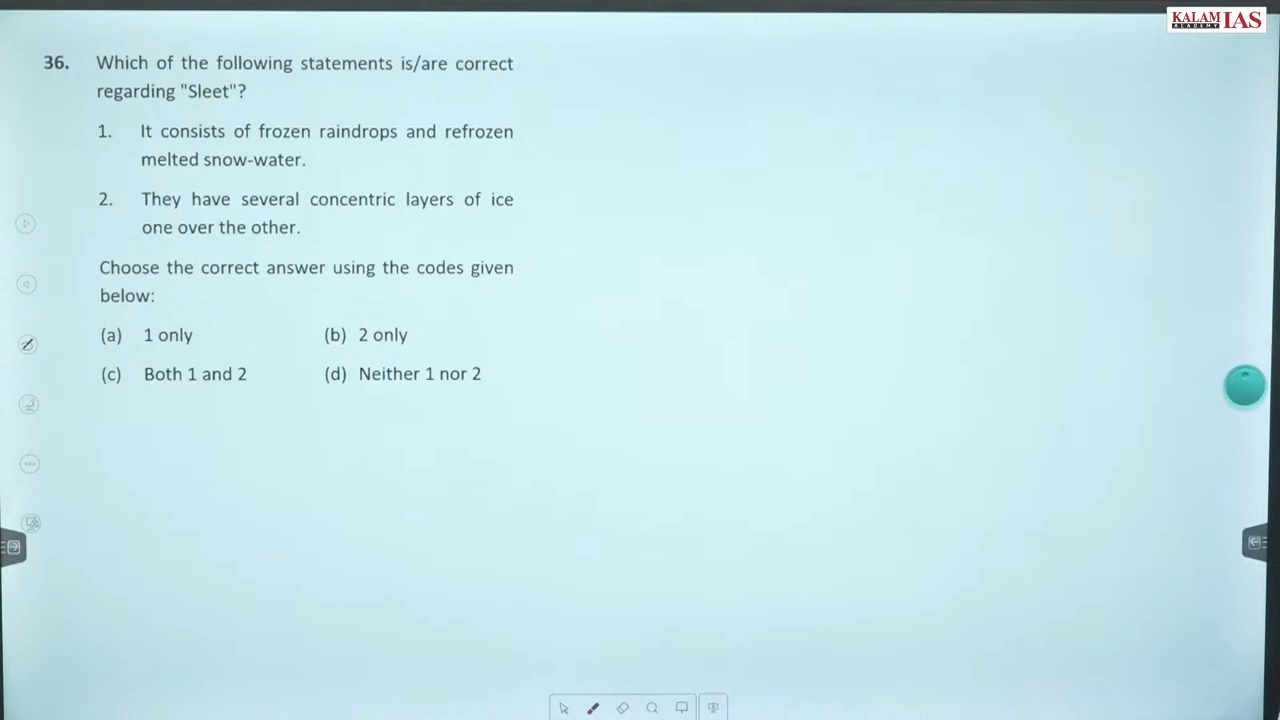 KALAM IAS
ACADEMY
36. Which of the following statements is/are correct
regarding "Sleet"?
1. It consists of frozen raindrops and refrozen
melted snow-water.
2. They have several concentric layers of ice
one over the other.
Choose the correct answer using the codes given
below:
(a) 1 only (b) 2 only
(c) Both 1 and 2 (d) Neither 1 nor 2